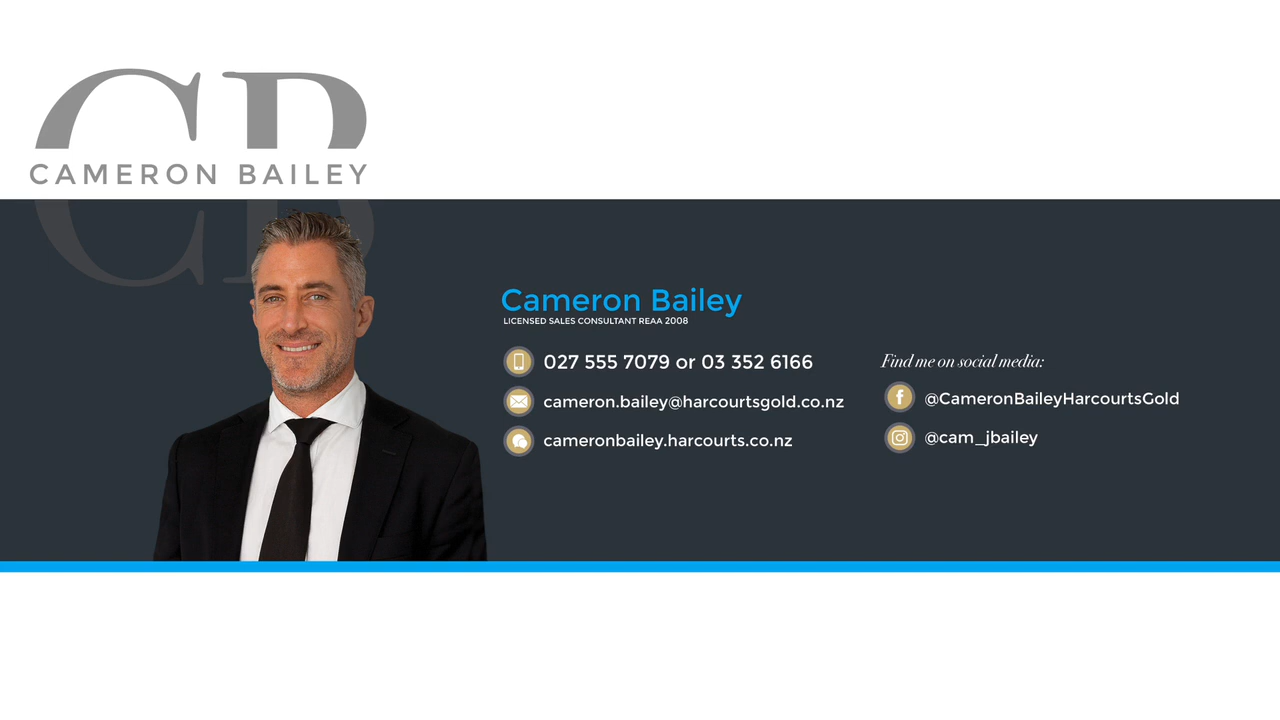 CB
CAMERON BAILEY
Cameron Bailey
LICENSED SALES CONSULTANT REAA 2008
027 555 7079 or 03 352 6166
cameron.bailey@harcourtsgold.co.nz
cameronbailey.harcourts.co.nz
Find me on social media:
@CameronBaileyHarcourtsGold
@cam_jbailey